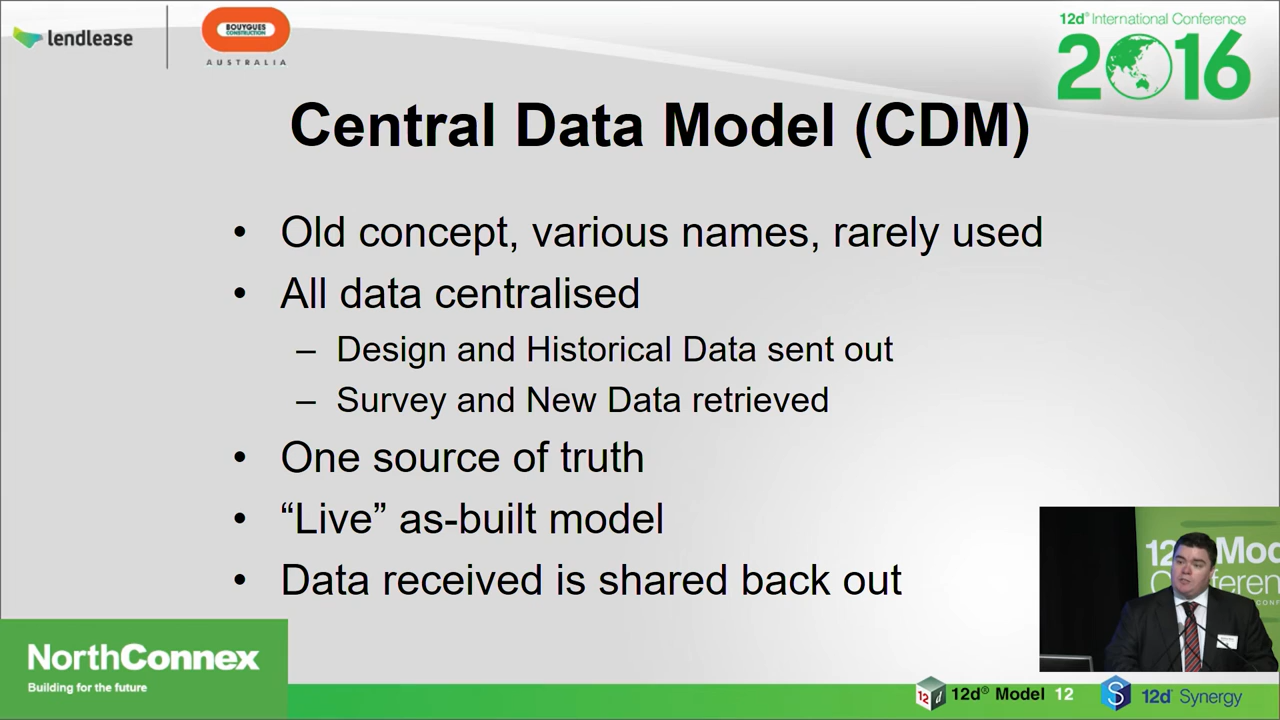 lendlease
BOUYGUES
CONSTRUCTION
AUSTRALIA
12d® International Conference
2016
Central Data Model (CDM)
• Old concept, various names, rarely used
• All data centralised
– Design and Historical Data sent out
– Survey and New Data retrieved
• One source of truth
• “Live” as-built model
• Data received is shared back out
NorthConnex
Building for the future
12d® Model 12
12d® Synergy